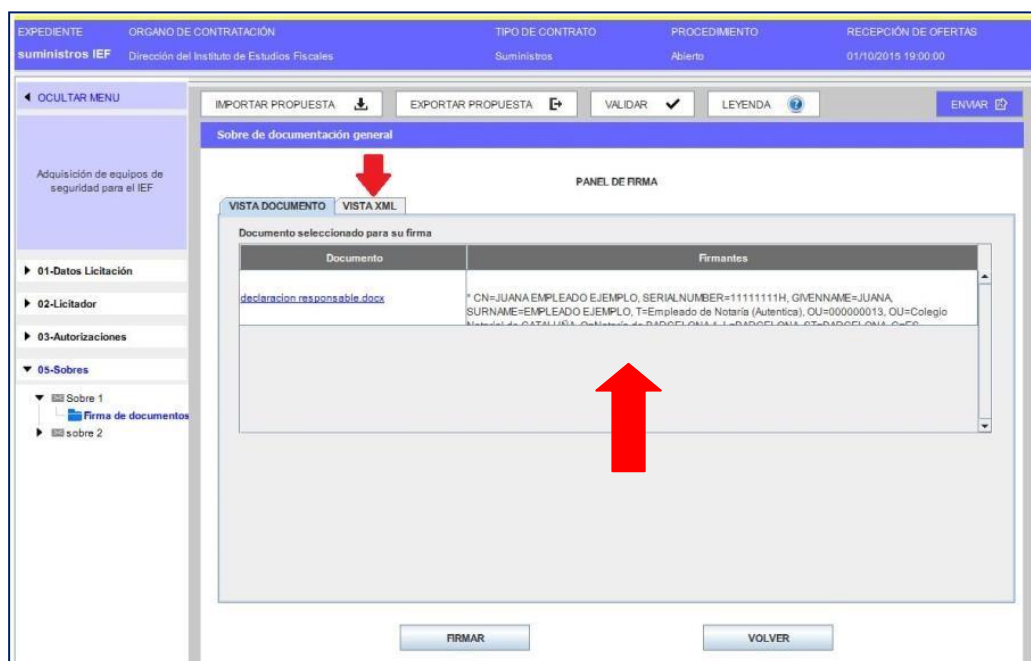 EXPEDIENTE ORGANO DE CONTRATACIÓN TIPO DE CONTRATO PROCEDIMIENTO RECEPCIÓN DE OFERTAS
suministros IEF Dirección del Instituto de Estudios Fiscales Suministros Abierto 01/10/2015 19:00:00
OCULTAR MENU
IMPORTAR PROPUESTA EXPORTAR PROPUESTA VALIDAR LEYENDA ENVIAR
Sobre de documentación general
Adquisición de equipos de
seguridad para el IEF
PANEL DE FIRMA
VISTA DOCUMENTO VISTA XML
Documento seleccionado para su firma
Documento Firmantes
01-Datos Licitación
02-Licitador
03-Autorizaciones
05-Sobres
Sobre 1
Firma de documentos
sobre 2
declaracion responsable.docx
* CN=JUANA EMPLEADO EJEMPLO, SERIALNUMBER=11111111H, GIVENNAME=JUANA,
SURNAME=EMPLEADO EJEMPLO, T=Empleado de Notaría (Autentica), OU=000000013, OU=Colegio
FIRMAR VOLVER